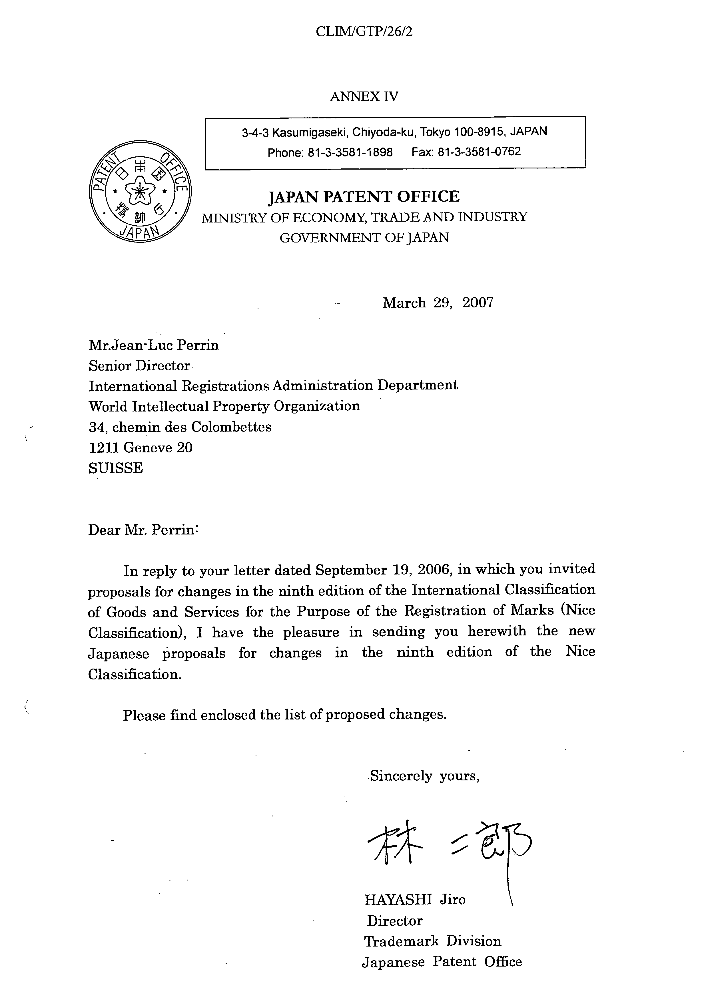 CLIM/GTP/26/2
ANNEX IV
3-4-3 Kasumigaseki, Chiyoda-ku, Tokyo 100-8915, JAPAN
Phone: 81-3-3581-1898 Fax: 81-3-3581-0762
PATENT OFFICE
日本国
特許庁
JAPAN
JAPAN PATENT OFFICE
MINISTRY OF ECONOMY, TRADE AND INDUSTRY
GOVERNMENT OF JAPAN
March 29, 2007
Mr.Jean-Luc Perrin
Senior Director
International Registrations Administration Department
World Intellectual Property Organization
34, chemin des Colombettes
1211 Geneve 20
SUISSE
Dear Mr. Perrin:
In reply to your letter dated September 19, 2006, in which you invited
proposals for changes in the ninth edition of the International Classification
of Goods and Services for the Purpose of the Registration of Marks (Nice
Classification), I have the pleasure in sending you herewith the new
Japanese proposals for changes in the ninth edition of the Nice
Classification.
Please find enclosed the list of proposed changes.
Sincerely yours,
林 二郎
HAYASHI Jiro
Director
Trademark Division
Japanese Patent Office